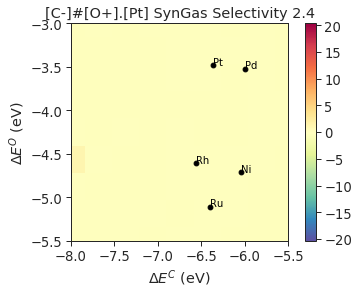 [C-]#[O+].[Pt] SynGas Selectivity 2.4
−3.0
−3.5
−4.0
−4.5
−5.0
−5.5
ΔE^O (eV)
Pt
Pd
Rh
Ni
Ru
−8.0 −7.5 −7.0 −6.5 −6.0 −5.5
ΔE^C (eV)
20
15
10
5
0
−5
−10
−15
−20